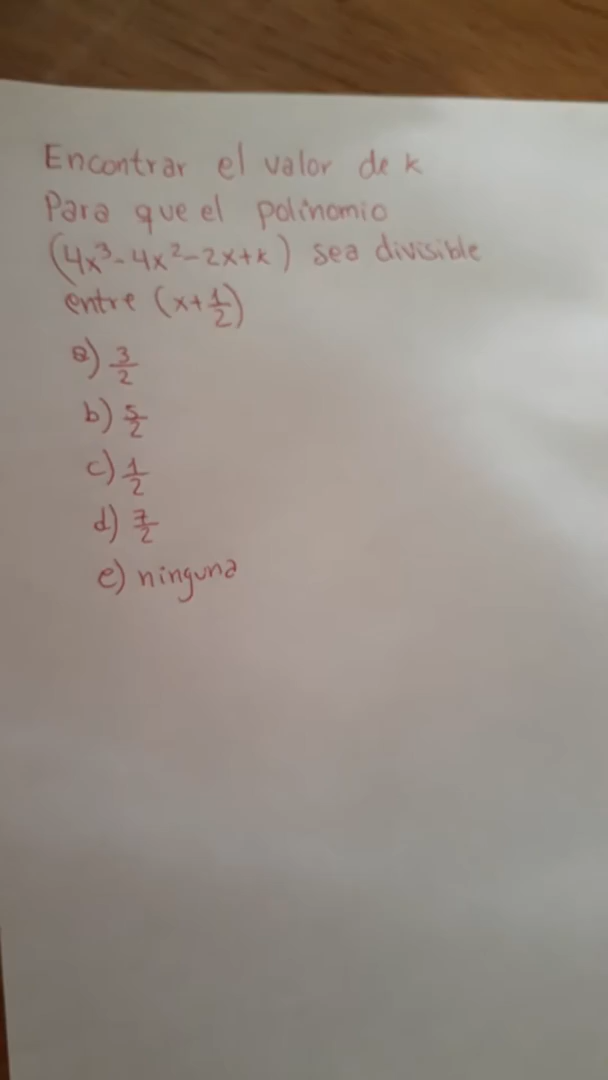 Encontrar el valor de k
Para que el polinomio
(4x³-4x²-2x+k) sea divisible
entre (x+1/2)
a) 3/2
b) 5/2
c) 1/2
d) 7/2
e) ninguna